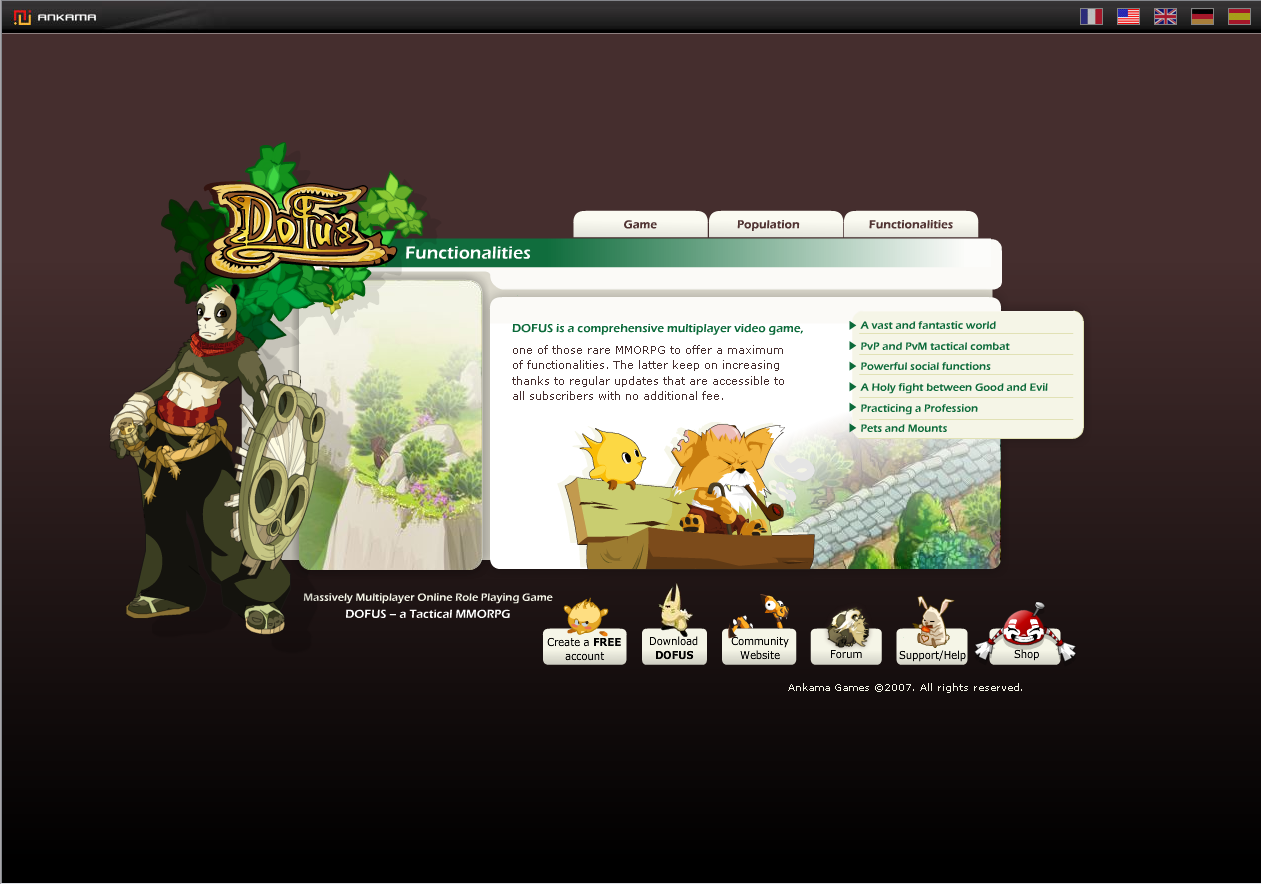 ANKAMA
DOFUS
Game
Population
Functionalities
Functionalities
DOFUS is a comprehensive multiplayer video game,
one of those rare MMORPG to offer a maximum
of functionalities. The latter keep on increasing
thanks to regular updates that are accessible to
all subscribers with no additional fee.
A vast and fantastic world
PvP and PvM tactical combat
Powerful social functions
A Holy fight between Good and Evil
Practicing a Profession
Pets and Mounts
Massively Multiplayer Online Role Playing Game
DOFUS – a Tactical MMORPG
Create a FREE
account
Download
DOFUS
Community
Website
Forum
Support/Help
Shop
Ankama Games ©2007. All rights reserved.